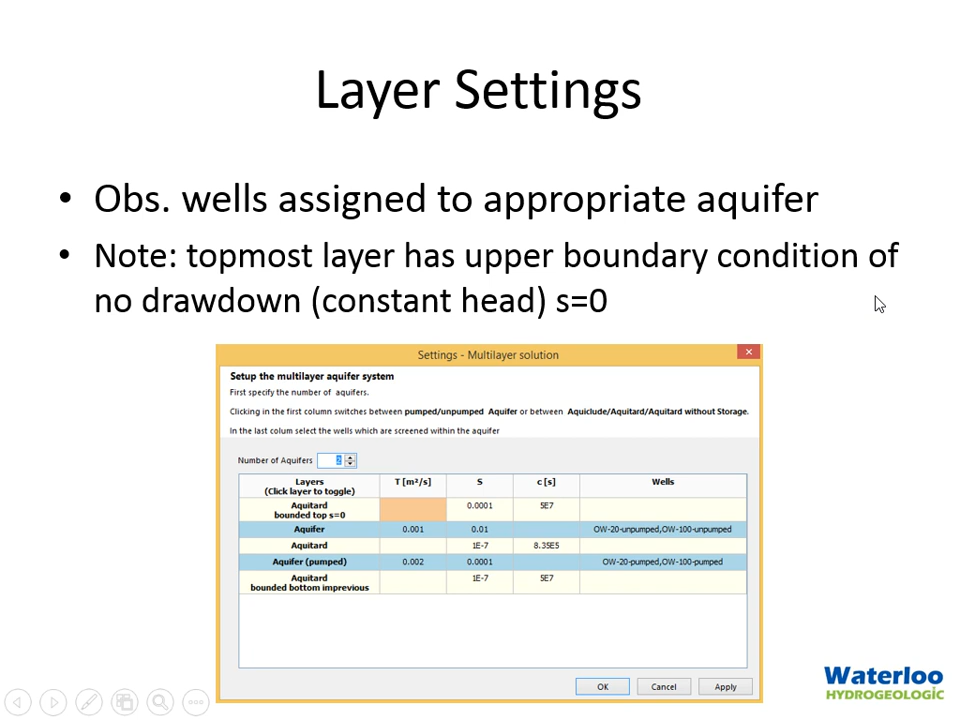 Layer Settings
• Obs. wells assigned to appropriate aquifer
• Note: topmost layer has upper boundary condition of
no drawdown (constant head) s=0
Settings - Multilayer solution
Setup the multilayer aquifer system
First specify the number of aquifers.
Clicking in the first column switches between pumped/unpumped Aquifer or between Aquiclude/Aquitard/Aquitard without Storage.
In the last colum select the wells which are screened within the aquifer
Number of Aquifers 2
Layers T [m²/s] S c [s] Wells
(Click layer to toggle)
Aquitard 0.0001 5E7
bounded top s=0
Aquifer 0.001 0.01 OW-20-unpumped,OW-100-unpumped
Aquitard 1E-7 8.35E5
Aquifer (pumped) 0.002 0.0001 OW-20-pumped,OW-100-pumped
Aquitard 1E-7 5E7
bounded bottom imprevious
OK Cancel Apply
Waterloo
HYDROGEOLOGIC